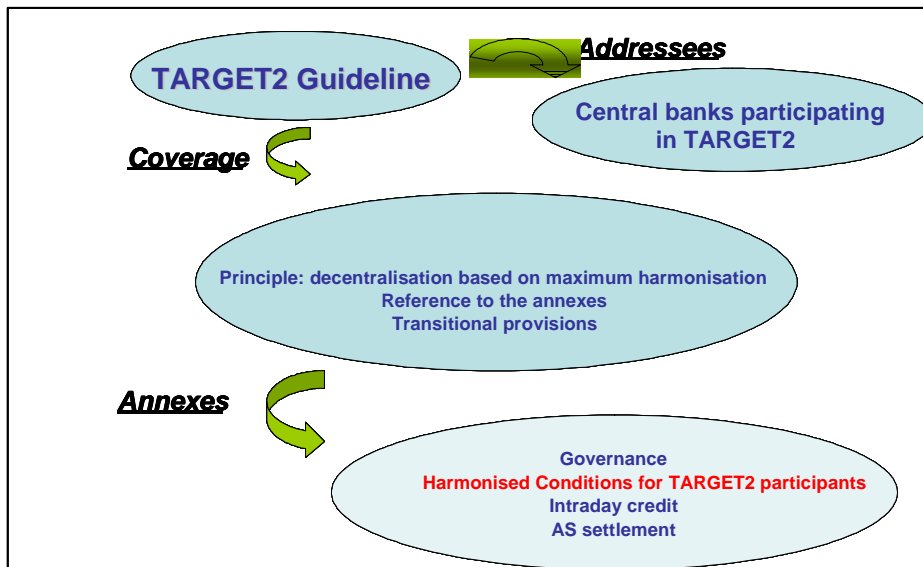 TARGET2 Guideline
Addressees
Central banks participating
in TARGET2
Coverage
Principle: decentralisation based on maximum harmonisation
Reference to the annexes
Transitional provisions
Annexes
Governance
Harmonised Conditions for TARGET2 participants
Intraday credit
AS settlement